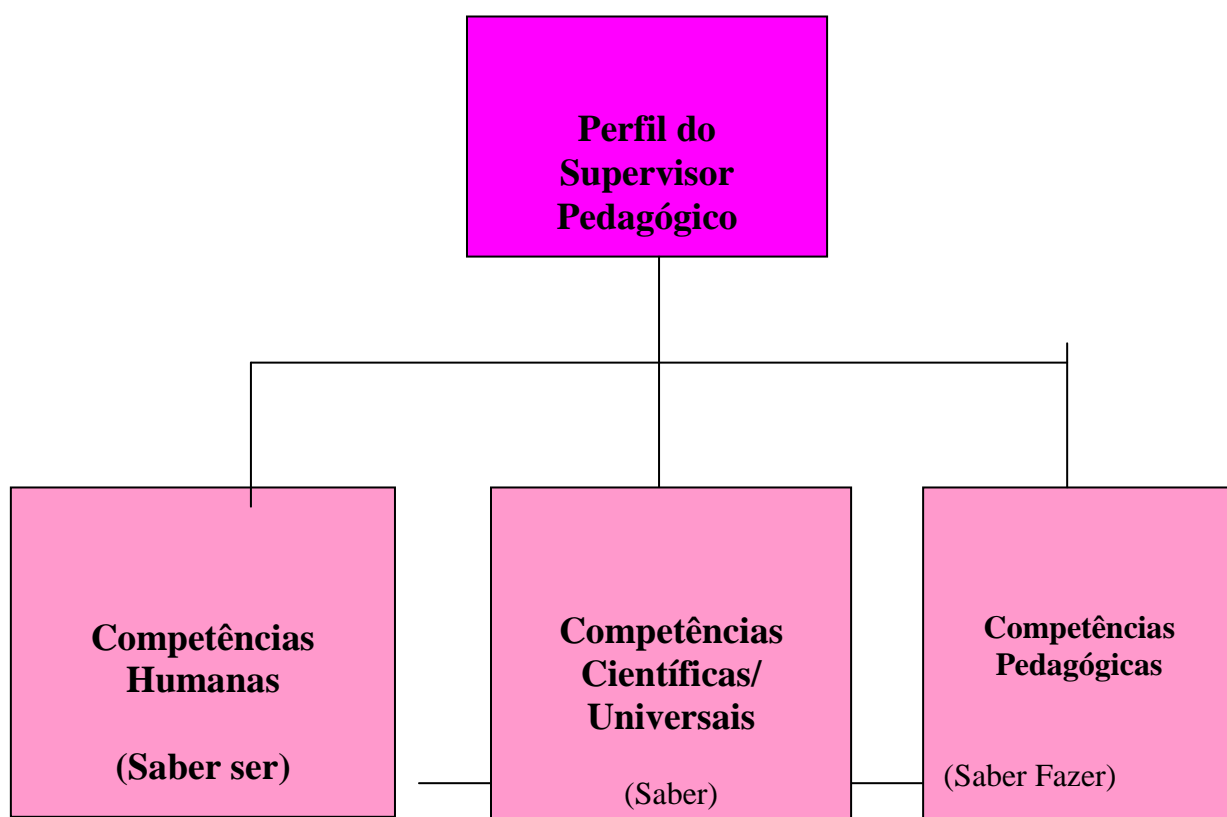 Perfil do
Supervisor
Pedagógico
Competências
Humanas
(Saber ser)
Competências
Científicas/
Universais
(Saber)
Competências
Pedagógicas
(Saber Fazer)